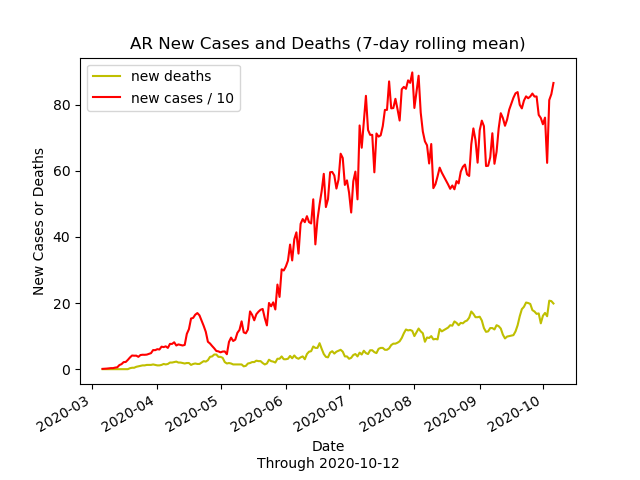 AR New Cases and Deaths (7-day rolling mean)
new deaths
new cases / 10
New Cases or Deaths
80
60
40
20
0
2020-03
2020-04
2020-05
2020-06
2020-07
2020-08
2020-09
2020-10
Date
Through 2020-10-12